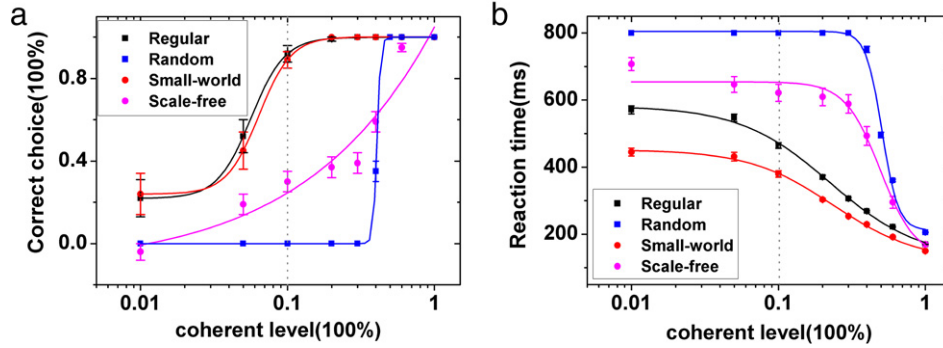 a
Correct choice(100%)
0.8
0.4
0.0
Regular
Random
Small-world
Scale-free
0.01
0.1
1
coherent level(100%)
b
Reaction time(ms)
800
600
400
200
Regular
Random
Small-world
Scale-free
0.01
0.1
1
coherent level(100%)